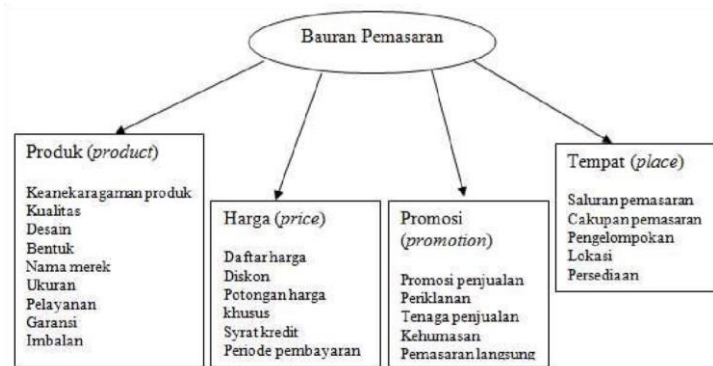 Bauran Pemasaran
Produk (product)
Keanekaragaman produk
Kualitas
Desain
Bentuk
Nama merek
Ukuran
Pelayanan
Garansi
Imbalan
Harga (price)
Daftar harga
Diskon
Potongan harga
khusus
Syrat kredit
Periode pembayaran
Promosi
(promotion)
Promosi penjualan
Periklanan
Tenaga penjualan
Kehumasan
Pemasaran langsung
Tempat (place)
Saluran pemasaran
Cakupan pemasaran
Pengelompokan
Lokasi
Persediaan